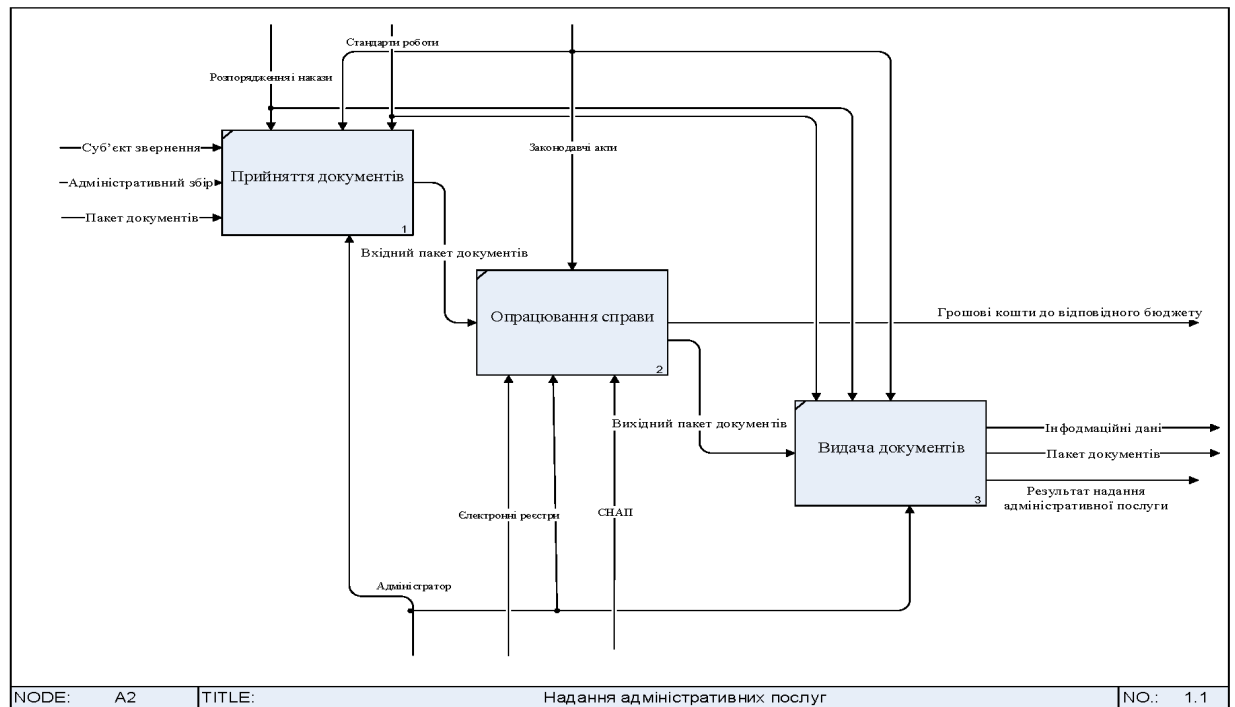 Стандарти роботи
Розпорядження і накази
Суб’єкт звернення
Законодавчі акти
Адміністративний збір
Прийняття документів
Пакет документів
1
Вхідний пакет документів
Опрацювання справи
Грошові кошти до відповідного бюджету
2
Вихідний пакет документів
Інфодмаційні дані
Видача документів
Пакет документів
Результат надання
адміністративної послуги
3
Єлектронні реєстри
СНАП
Адміністратор
NODE: A2 TITLE: Надання адміністративних послуг NO.: 1.1